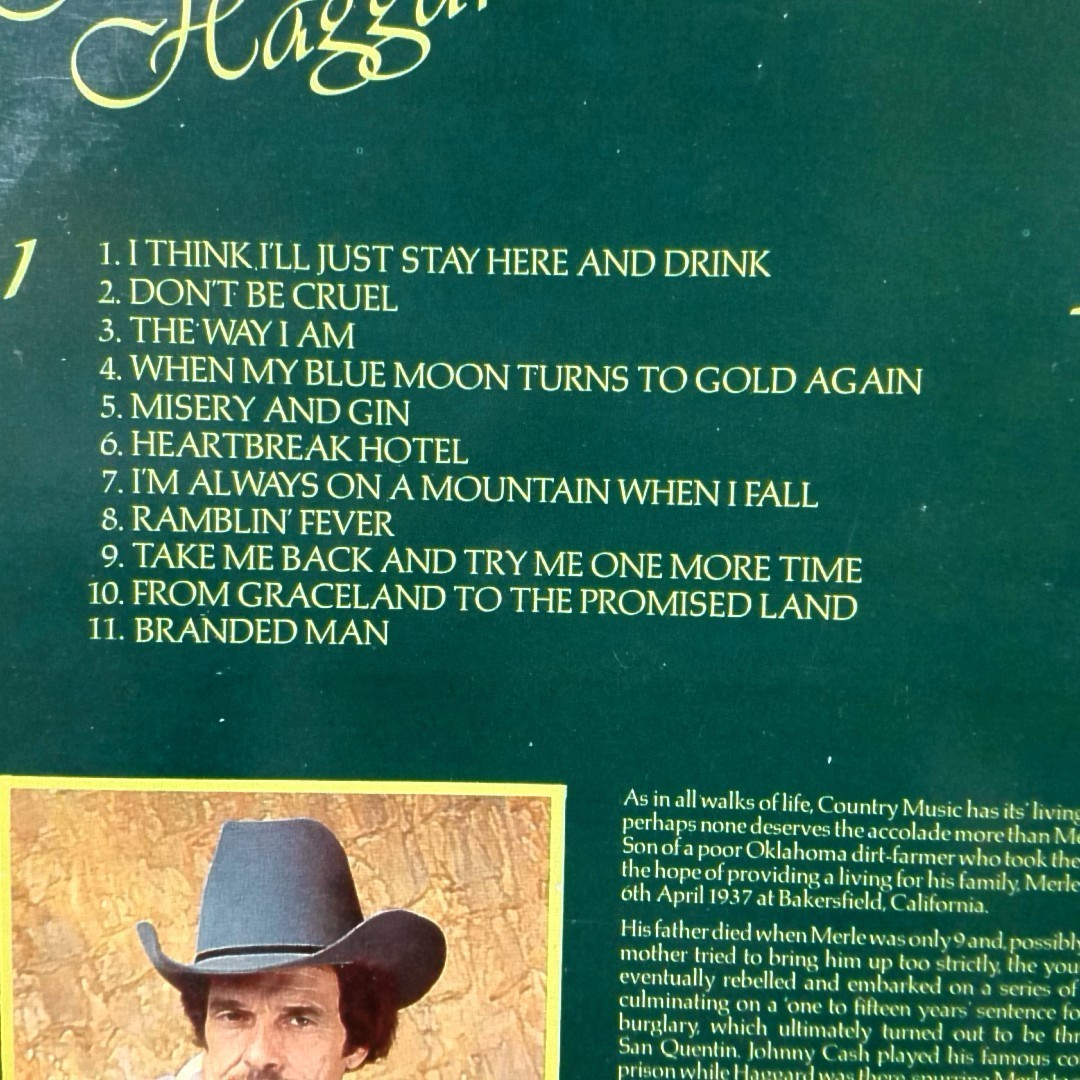 1
1. I THINK I'LL JUST STAY HERE AND DRINK
2. DON'T BE CRUEL
3. THE WAY I AM
4. WHEN MY BLUE MOON TURNS TO GOLD AGAIN
5. MISERY AND GIN
6. HEARTBREAK HOTEL
7. I'M ALWAYS ON A MOUNTAIN WHEN I FALL
8. RAMBLIN' FEVER
9. TAKE ME BACK AND TRY ME ONE MORE TIME
10. FROM GRACELAND TO THE PROMISED LAND
11. BRANDED MAN
As in all walks of life, Country Music has its' living
perhaps none deserves the accolade more than
Son of a poor Oklahoma dirt-farmer who took the
the hope of providing a living for his family, Merle
6th April 1937 at Bakersfield, California.
His father died when Merle was only 9 and, possibly
mother tried to bring him up too strictly, the
eventually rebelled and embarked on a series of
culminating on a 'one to fifteen years' sentence
burglary, which ultimately turned out to be
San Quentin. Johnny Cash played his famous
prison while Haggard was there